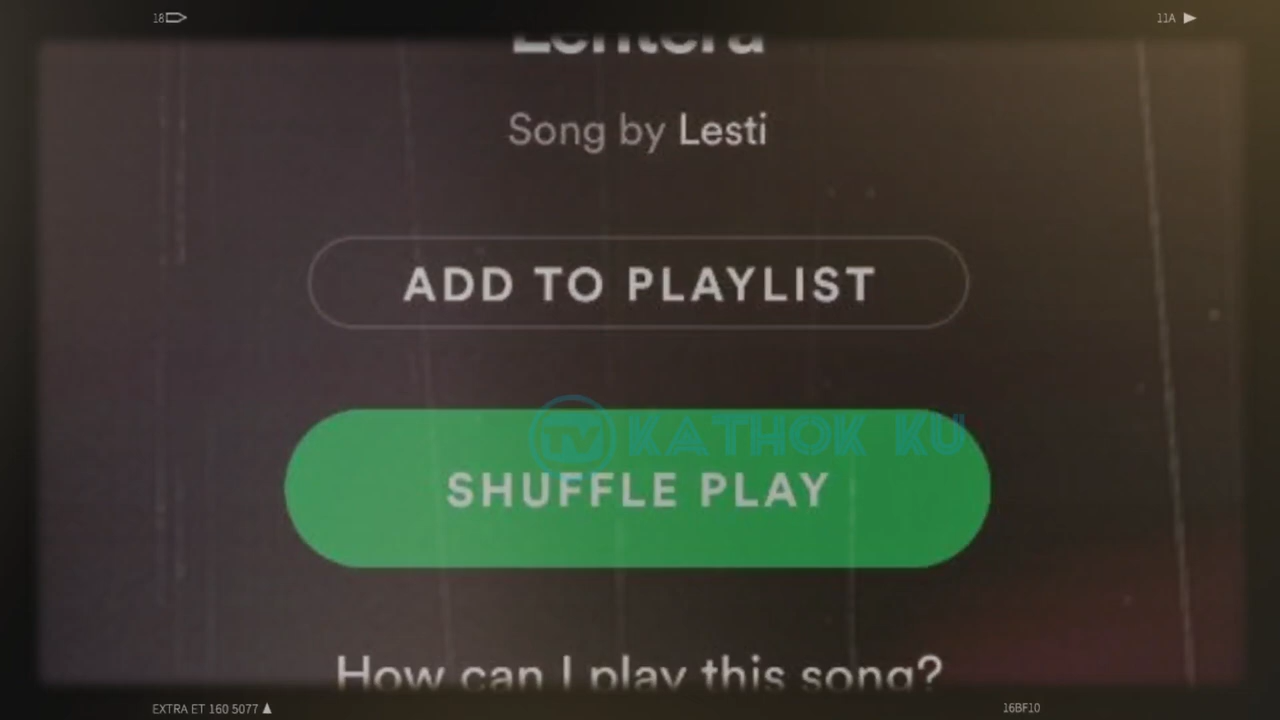 18
11A
Lentera
Song by Lesti
ADD TO PLAYLIST
TV KATHOK KU
SHUFFLE PLAY
How can I play this song?
EXTRA ET 160 5077
16BF10